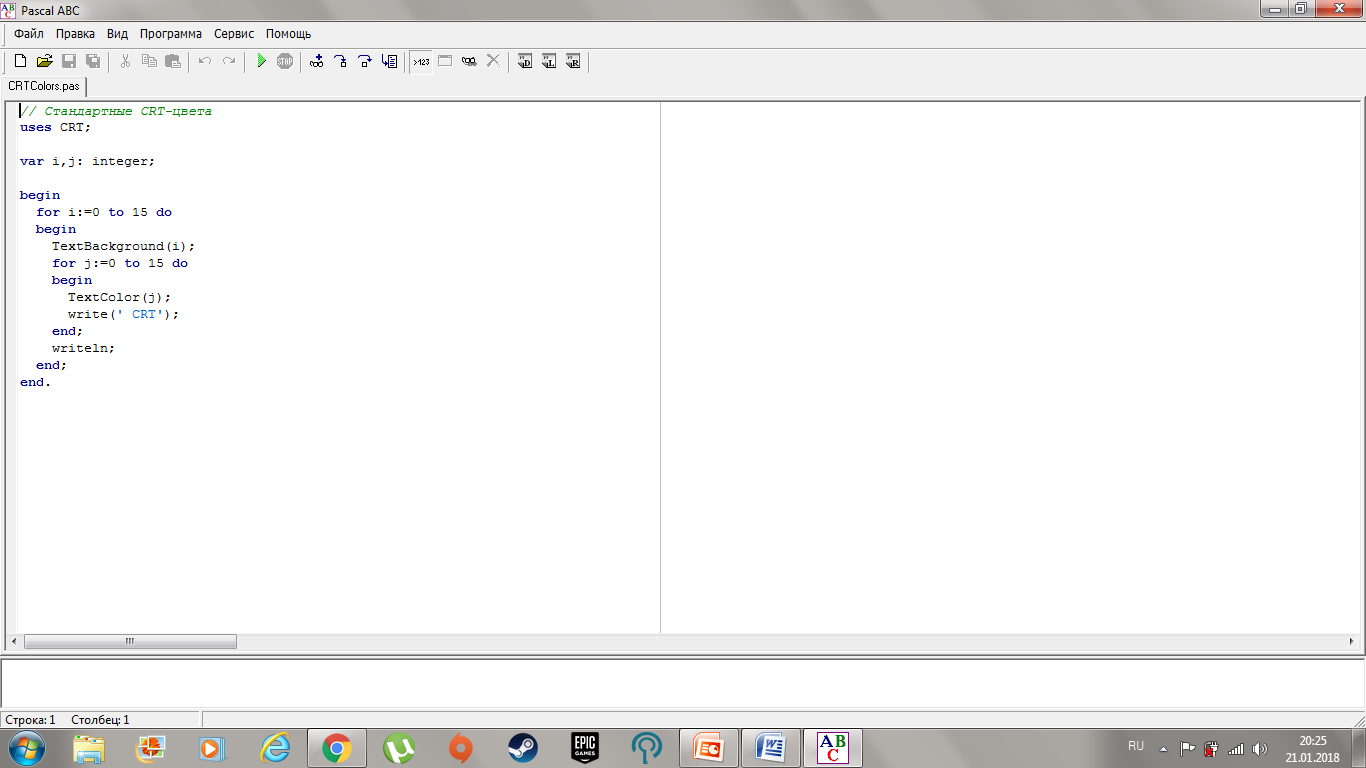 Pascal ABC
Файл Правка Вид Программа Сервис Помощь
CRTColors.pas
// Стандартные CRT-цвета
uses CRT;
var i,j: integer;
begin
for i:=0 to 15 do
begin
TextBackground(i);
for j:=0 to 15 do
begin
TextColor(j);
write(' CRT');
end;
writeln;
end;
end.
Строка: 1 Столбец: 1
EPIC GAMES
RU
20:25
21.01.2018